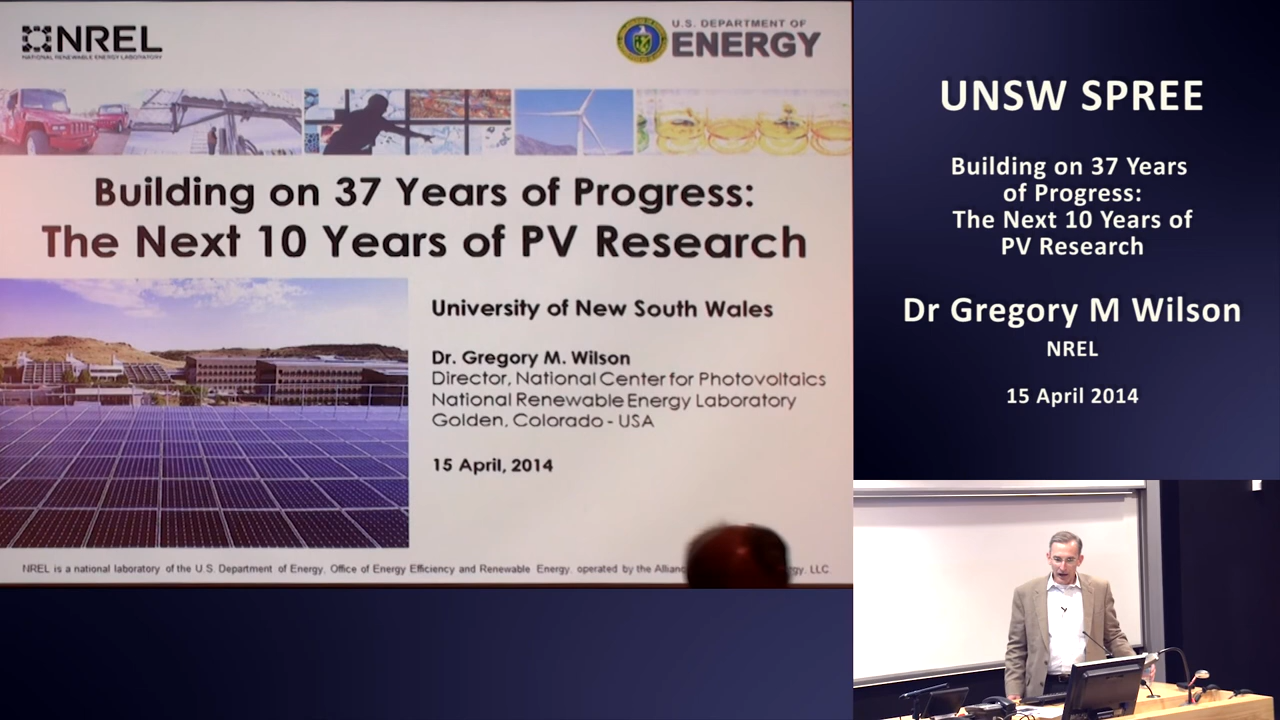 NREL
NATIONAL RENEWABLE ENERGY LABORATORY
U.S. DEPARTMENT OF
ENERGY
Building on 37 Years of Progress:
The Next 10 Years of PV Research
University of New South Wales
Dr. Gregory M. Wilson
Director, National Center for Photovoltaics
National Renewable Energy Laboratory
Golden, Colorado - USA
15 April, 2014
NREL is a national laboratory of the U.S. Department of Energy, Office of Energy Efficiency and Renewable Energy, operated by the LLC.
UNSW SPREE
Building on 37 Years
of Progress:
The Next 10 Years of
PV Research
Dr Gregory M Wilson
NREL
15 April 2014